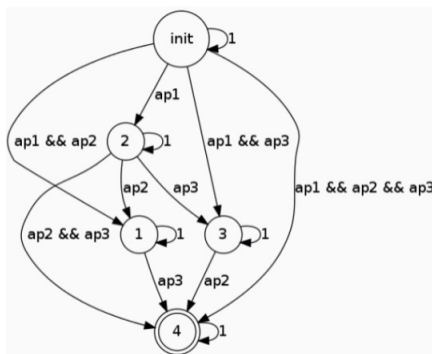 init
1
ap1
ap1 && ap2
2
1
ap1 && ap3
ap2
ap3
ap1 && ap2 && ap3
ap2 && ap3
1
1
3
1
ap3
ap2
4
1